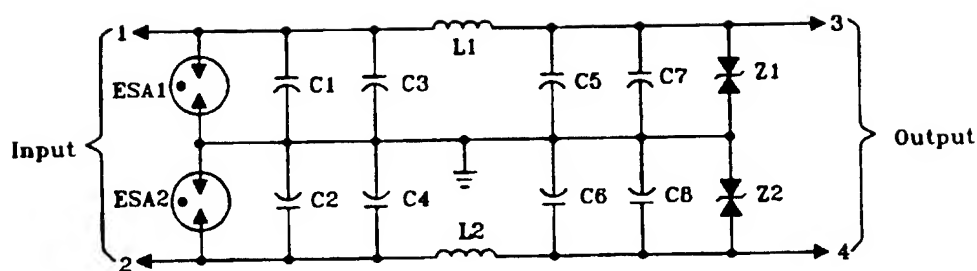 1 3
L1
ESA1 C1 C3 C5 C7 Z1
Input Output
ESA2 C2 C4 C6 C8 Z2
L2
2 4